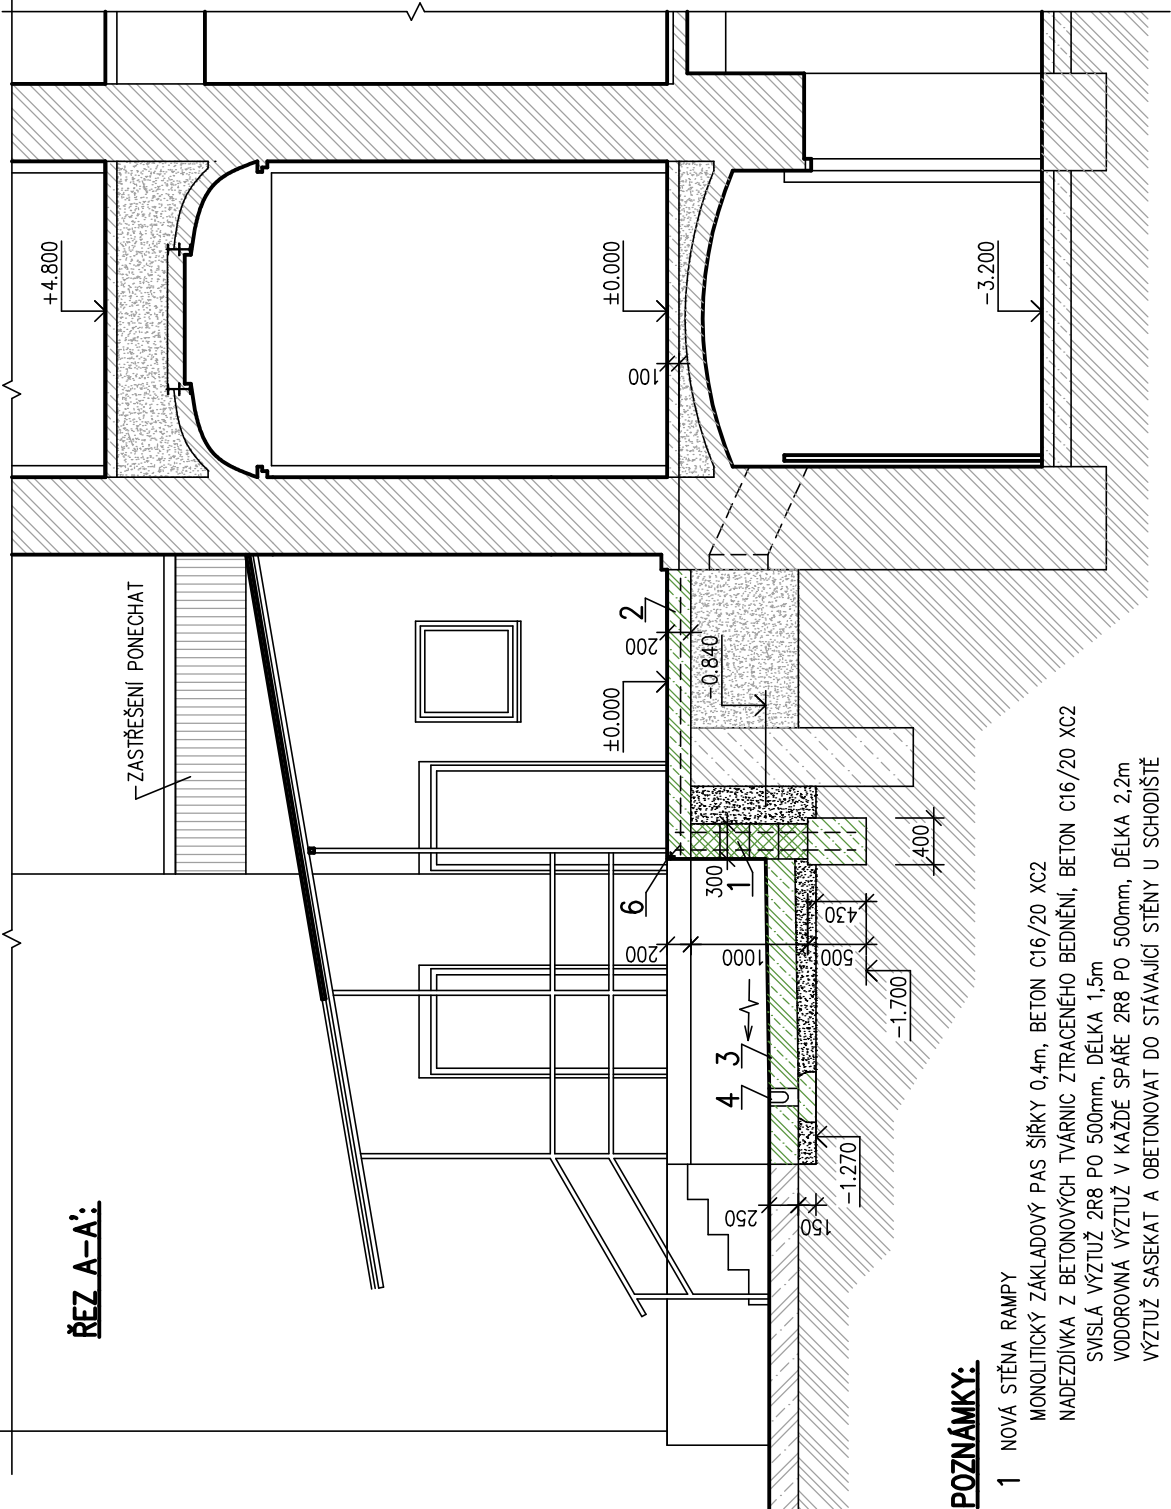 ŘEZ A-A':
ZASTŘEŠENÍ PONECHAT
+4.800
±0.000
-3.200
100
±0.000
200
2
-0.840
6
300
1
400
200
1000
500
430
-1.700
3
4
-1.270
250
150
POZNÁMKY:
1 NOVÁ STĚNA RAMPY
MONOLITICKÝ ZÁKLADOVÝ PAS ŠÍŘKY 0,4m, BETON C16/20 XC2
NADEZDÍVKA Z BETONOVÝCH TVÁRNIC ZTRACENÉHO BEDNĚNÍ, BETON C16/20 XC2
SVISLÁ VÝZTUŽ 2R8 PO 500mm, DÉLKA 1,5m
VODOROVNÁ VÝZTUŽ V KAŽDÉ SPÁŘE 2R8 PO 500mm, DÉLKA 2,2m
VÝZTUŽ SASEKAT A OBETONOVAT DO STÁVAJÍCÍ STĚNY U SCHODIŠTĚ